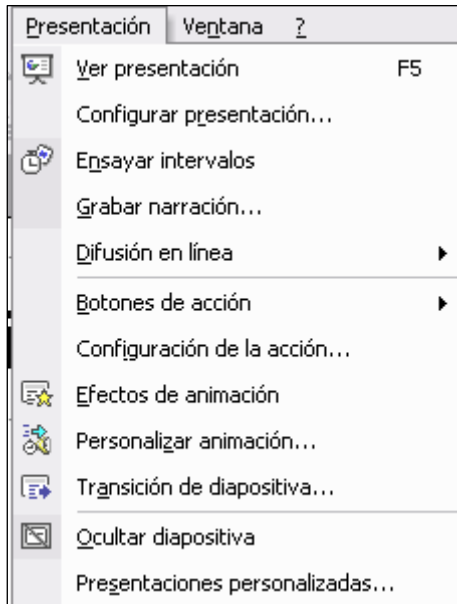 Presentación Ventana ?
Ver presentación F5
Configurar presentación...
Ensayar intervalos
Grabar narración...
Difusión en línea
Botones de acción
Configuración de la acción...
Efectos de animación
Personalizar animación...
Transición de diapositiva...
Ocultar diapositiva
Presentaciones personalizadas...